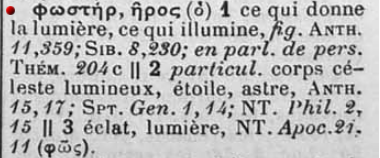 • φωστήρ, ῆρος (ὁ) 1 ce qui donne
la lumière, ce qui illumine, fig. ANTH.
11,359; SIB. 8,230; en parl. de pers.
THÉM. 204c || 2 particul. corps cé-
leste lumineux, étoile, astre, ANTH.
15,17; SPT. Gen. 1, 14; NT. Phil. 2,
15 || 3 éclat, lumière, NT. Apoc. 21,
11 (φῶς).